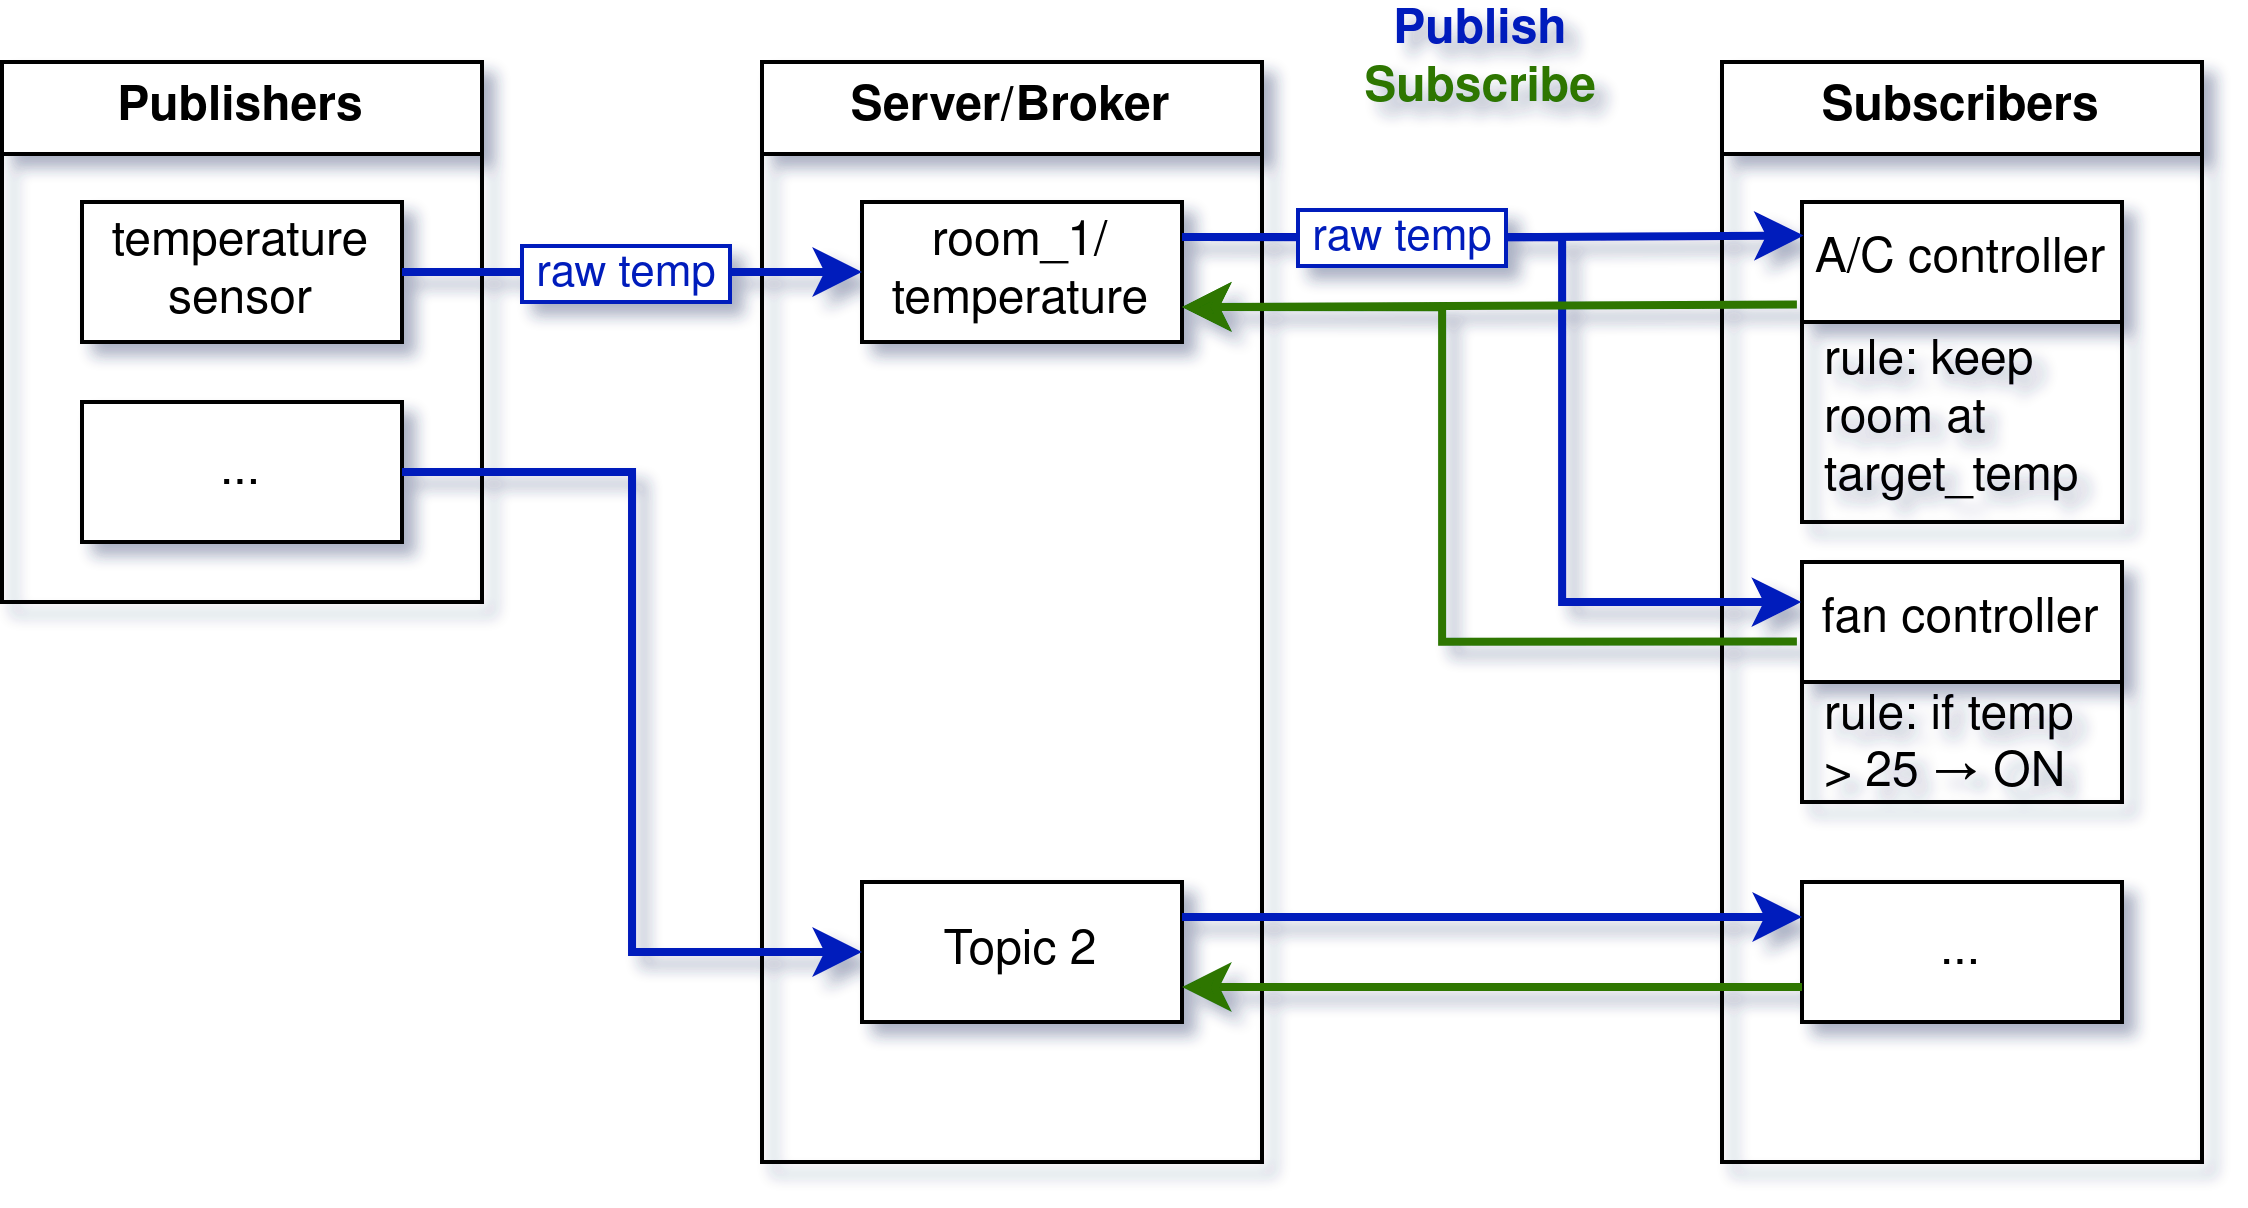 Publish
Subscribe
Publishers
temperature
sensor
...
raw temp
Server/Broker
room_1/
temperature
Topic 2
raw temp
Subscribers
A/C controller
rule: keep
room at
target_temp
fan controller
rule: if temp
> 25 → ON
...